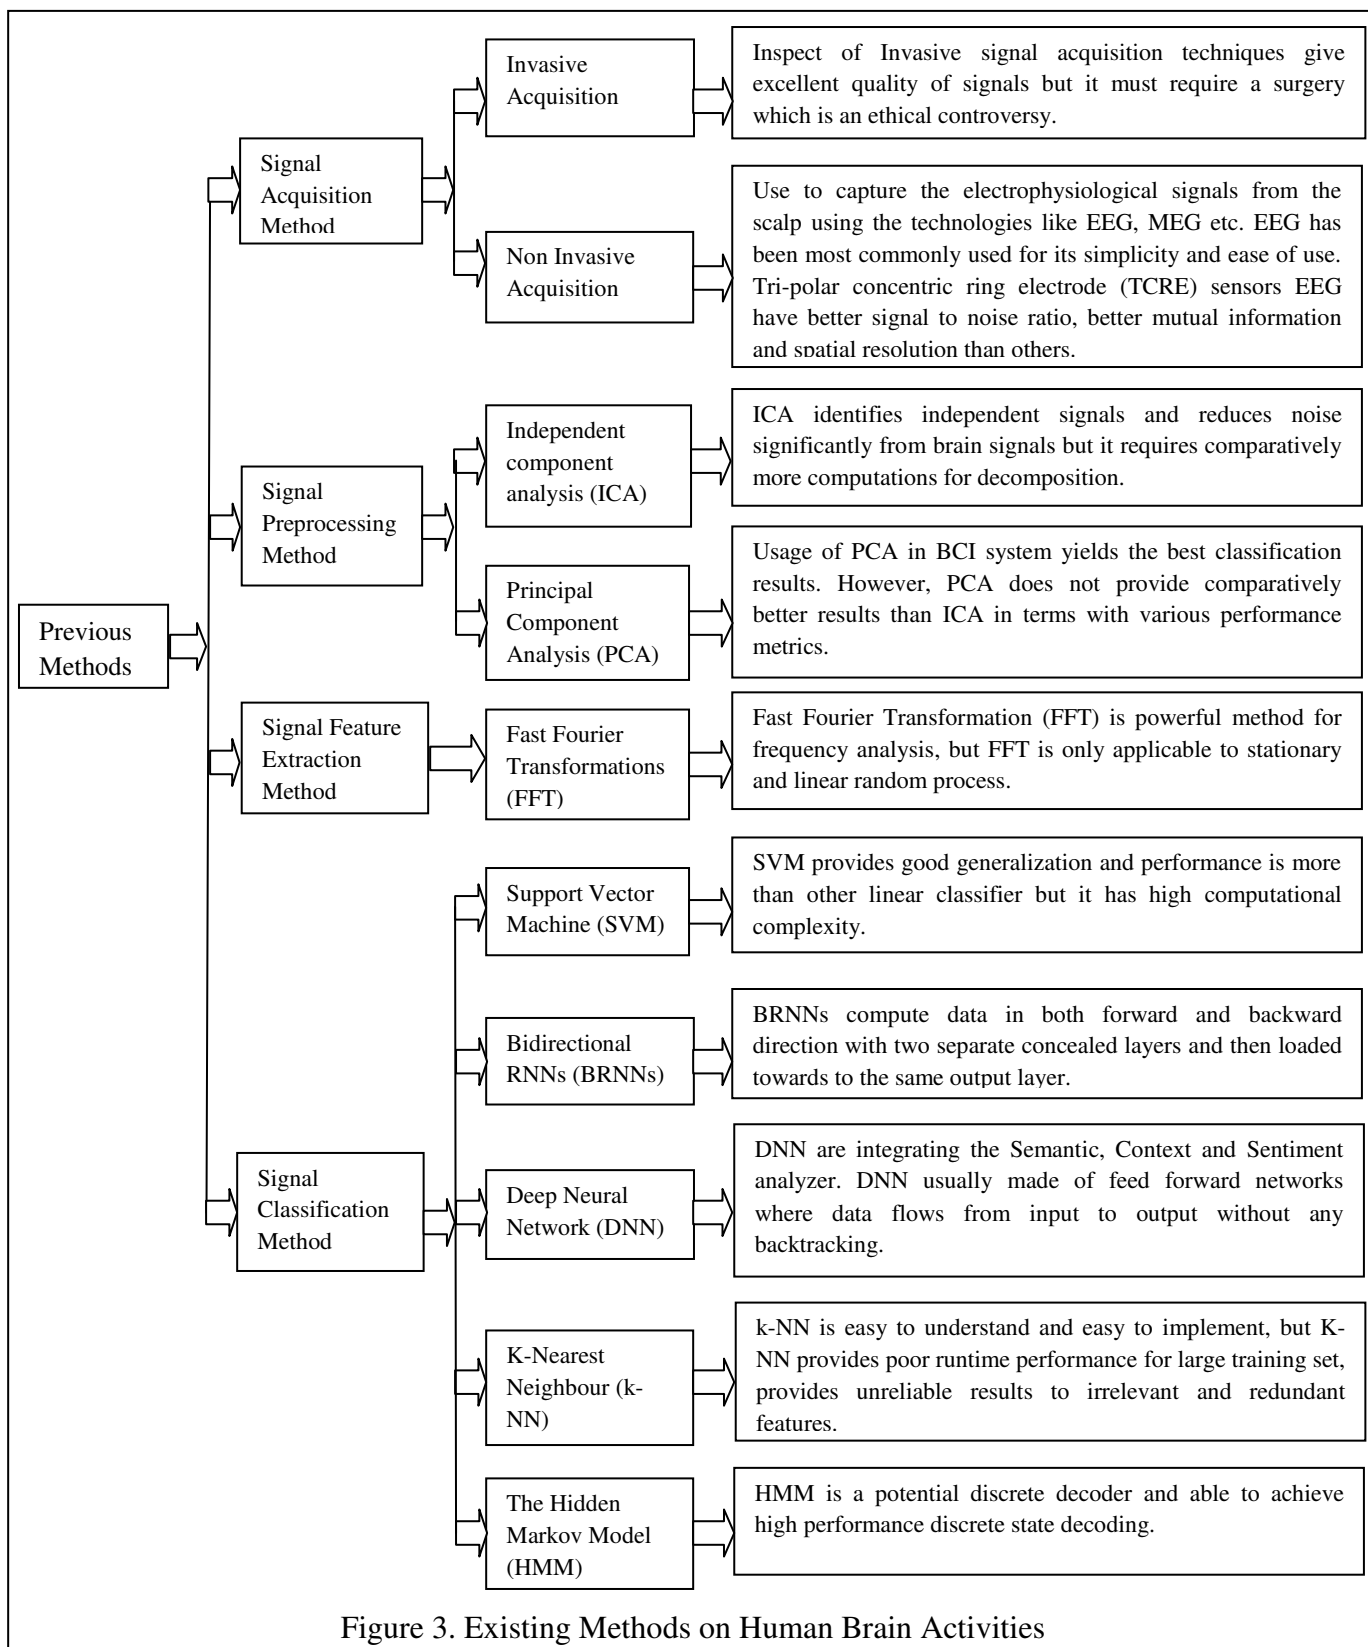 Previous
Methods
Signal
Acquisition
Method
Invasive
Acquisition
Inspect of Invasive signal acquisition techniques give
excellent quality of signals but it must require a surgery
which is an ethical controversy.
Non Invasive
Acquisition
Use to capture the electrophysiological signals from the
scalp using the technologies like EEG, MEG etc. EEG has
been most commonly used for its simplicity and ease of use.
Tri-polar concentric ring electrode (TCRE) sensors EEG
have better signal to noise ratio, better mutual information
and spatial resolution than others.
Signal
Preprocessing
Method
Independent
component
analysis (ICA)
ICA identifies independent signals and reduces noise
significantly from brain signals but it requires comparatively
more computations for decomposition.
Principal
Component
Analysis (PCA)
Usage of PCA in BCI system yields the best classification
results. However, PCA does not provide comparatively
better results than ICA in terms with various performance
metrics.
Signal Feature
Extraction
Method
Fast Fourier
Transformations
(FFT)
Fast Fourier Transformation (FFT) is powerful method for
frequency analysis, but FFT is only applicable to stationary
and linear random process.
Signal
Classification
Method
Support Vector
Machine (SVM)
SVM provides good generalization and performance is more
than other linear classifier but it has high computational
complexity.
Bidirectional
RNNs (BRNNs)
BRNNs compute data in both forward and backward
direction with two separate concealed layers and then loaded
towards to the same output layer.
Deep Neural
Network (DNN)
DNN are integrating the Semantic, Context and Sentiment
analyzer. DNN usually made of feed forward networks
where data flows from input to output without any
backtracking.
K-Nearest
Neighbour (k-
NN)
k-NN is easy to understand and easy to implement, but K-
NN provides poor runtime performance for large training set,
provides unreliable results to irrelevant and redundant
features.
The Hidden
Markov Model
(HMM)
HMM is a potential discrete decoder and able to achieve
high performance discrete state decoding.
Figure 3. Existing Methods on Human Brain Activities